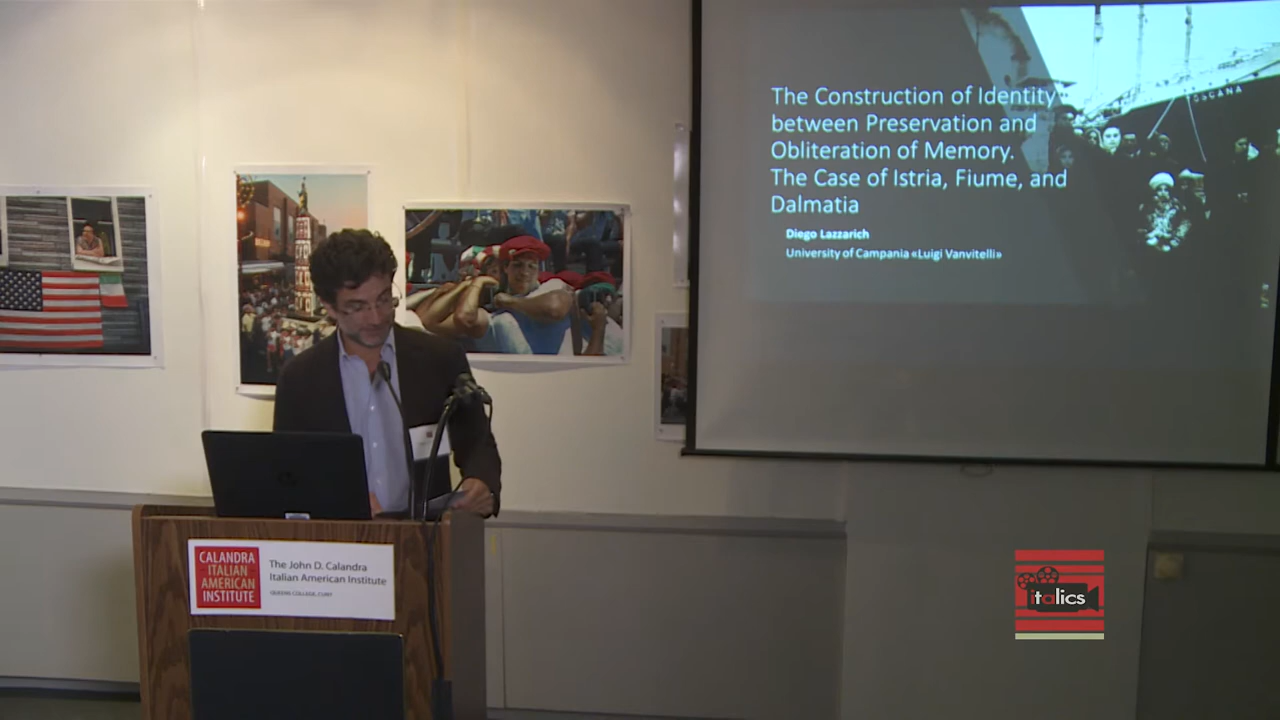 The Construction of Identity
between Preservation and
Obliteration of Memory.
The Case of Istria, Fiume, and
Dalmatia
Diego Lazzarich
University of Campania «Luigi Vanvitelli»
TOSCANA
CALANDRA
ITALIAN
AMERICAN
INSTITUTE
The John D. Calandra
Italian American Institute
QUEENS COLLEGE, CUNY
italics